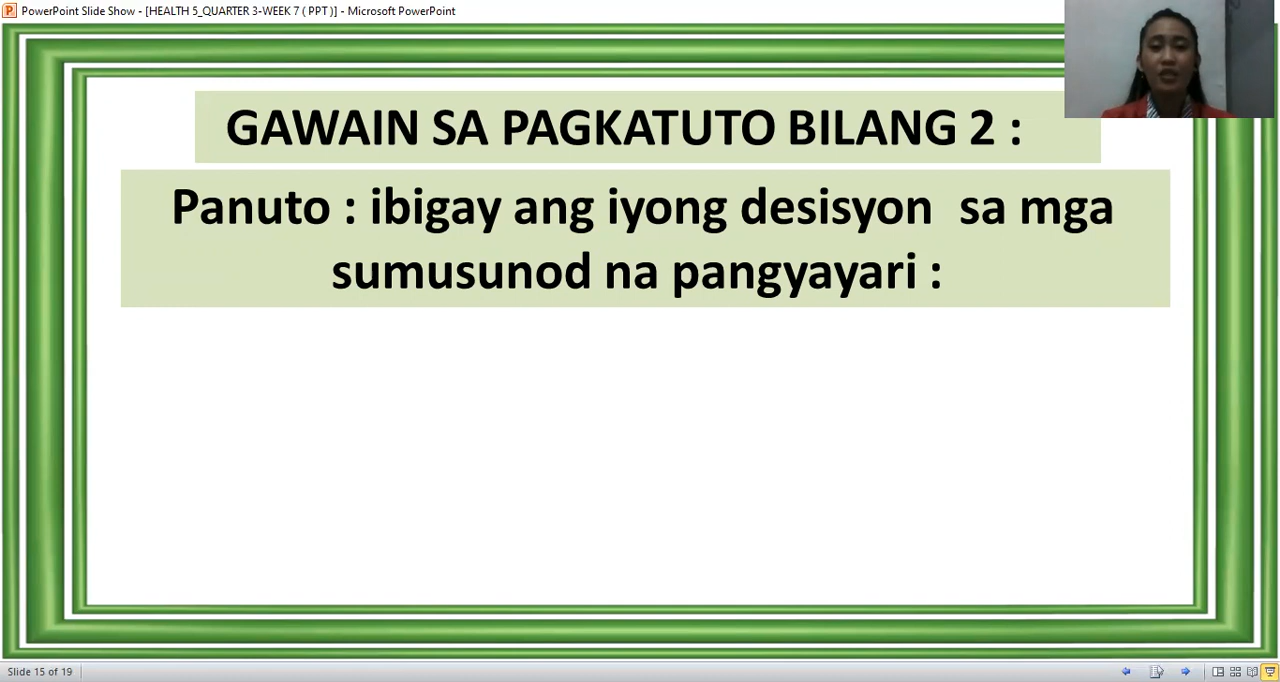 PowerPoint Slide Show - [HEALTH 5_QUARTER 3-WEEK 7 ( PPT )] - Microsoft PowerPoint
GAWAIN SA PAGKATUTO BILANG 2 :
Panuto : ibigay ang iyong desisyon sa mga
sumusunod na pangyayari :
Slide 15 of 19